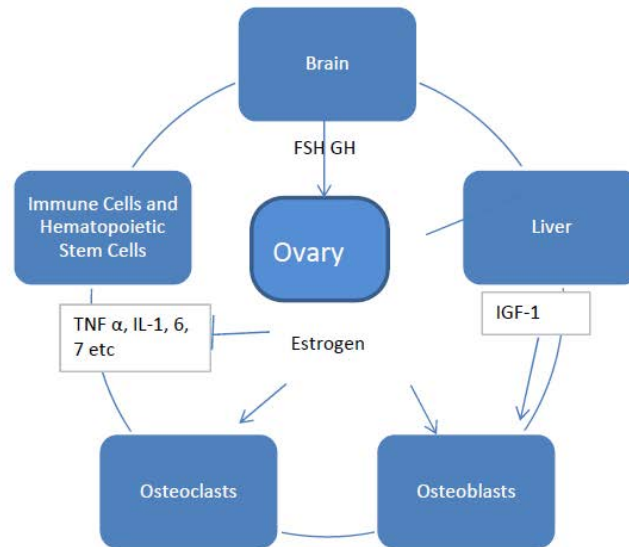 Brain
FSH GH
Immune Cells and
Hematopoietic
Stem Cells
Ovary
Liver
TNF α, IL-1, 6,
7 etc
IGF-1
Estrogen
Osteoclasts
Osteoblasts